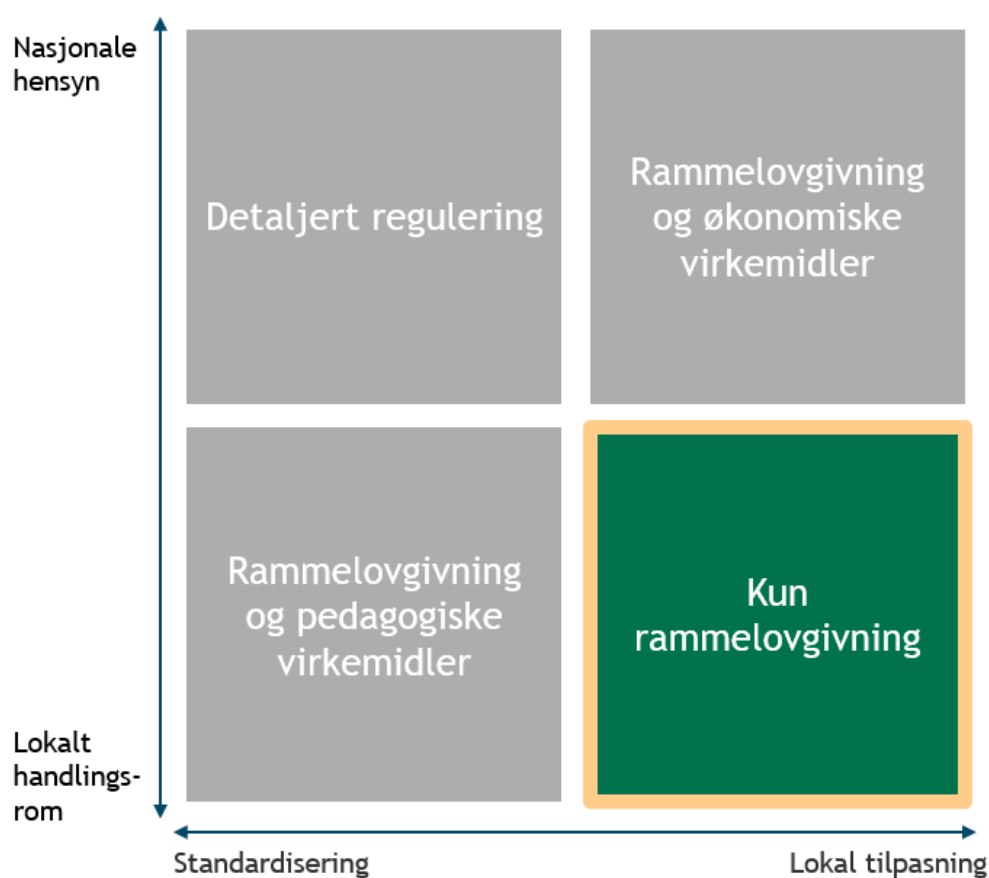 Nasjonale
hensyn
Detaljert regulering
Rammelovgivning
og økonomiske
virkemidler
Rammelovgivning
og pedagogiske
virkemidler
Kun
rammelovgivning
Lokalt
handlings-
rom
Standardisering
Lokal tilpasning